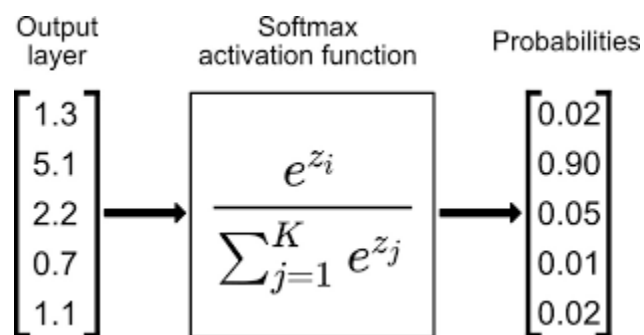 Output
layer
Softmax
activation function
Probabilities
1.3
5.1
2.2
0.7
1.1
e^{z_i}
∑_{j=1}^{K} e^{z_j}
0.02
0.90
0.05
0.01
0.02